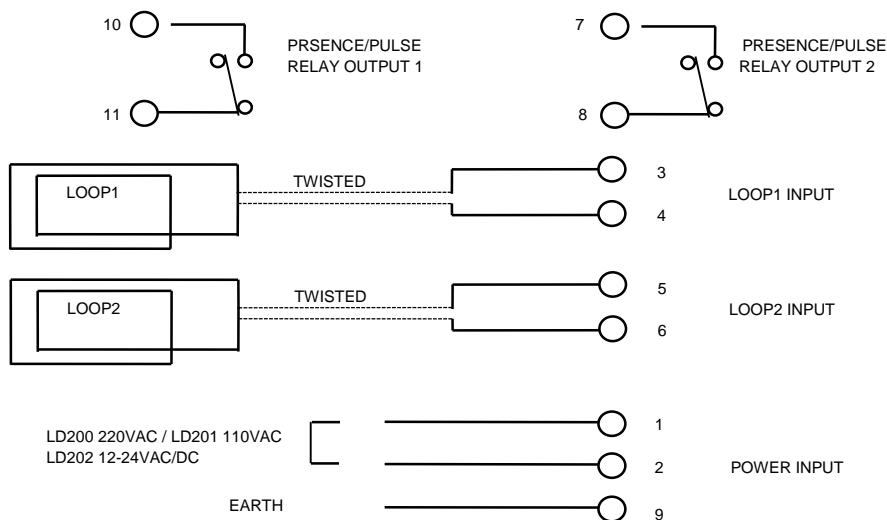 10
PRSENCE/PULSE
RELAY OUTPUT 1
11
7
PRESENCE/PULSE
RELAY OUTPUT 2
8
LOOP1
TWISTED
3
4
LOOP1 INPUT
LOOP2
TWISTED
5
6
LOOP2 INPUT
LD200 220VAC / LD201 110VAC
LD202 12-24VAC/DC
1
2
POWER INPUT
EARTH
9